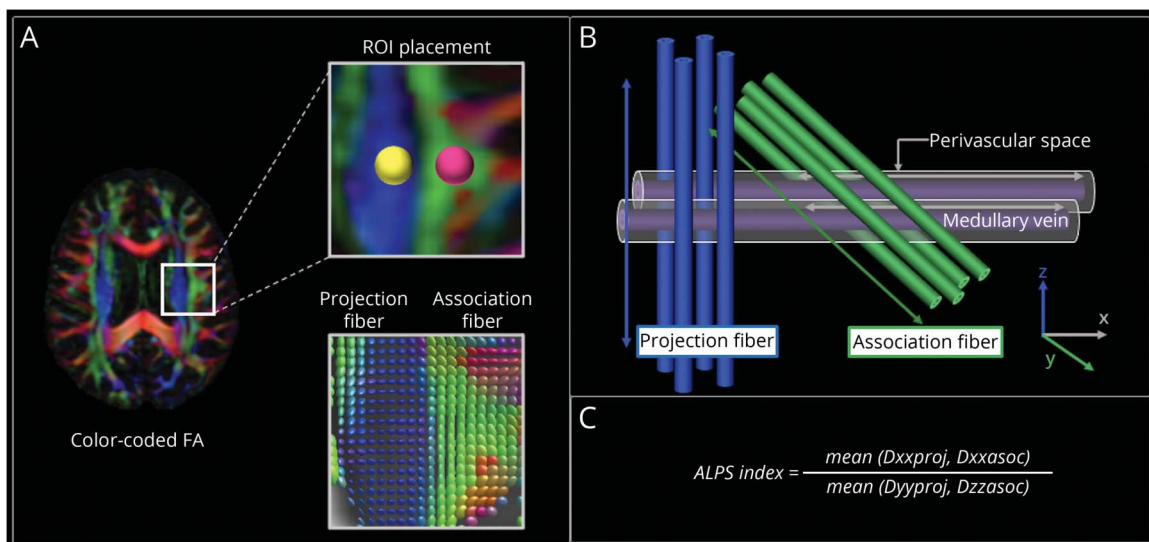 A
ROI placement
Projection
fiber
Association
fiber
Color-coded FA
B
Perivascular space
Medullary vein
Projection fiber
Association fiber
z
x
y
C
ALPS index = mean (Dxxproj, Dxxasoc)
mean (Dyyproj, Dzzasoc)